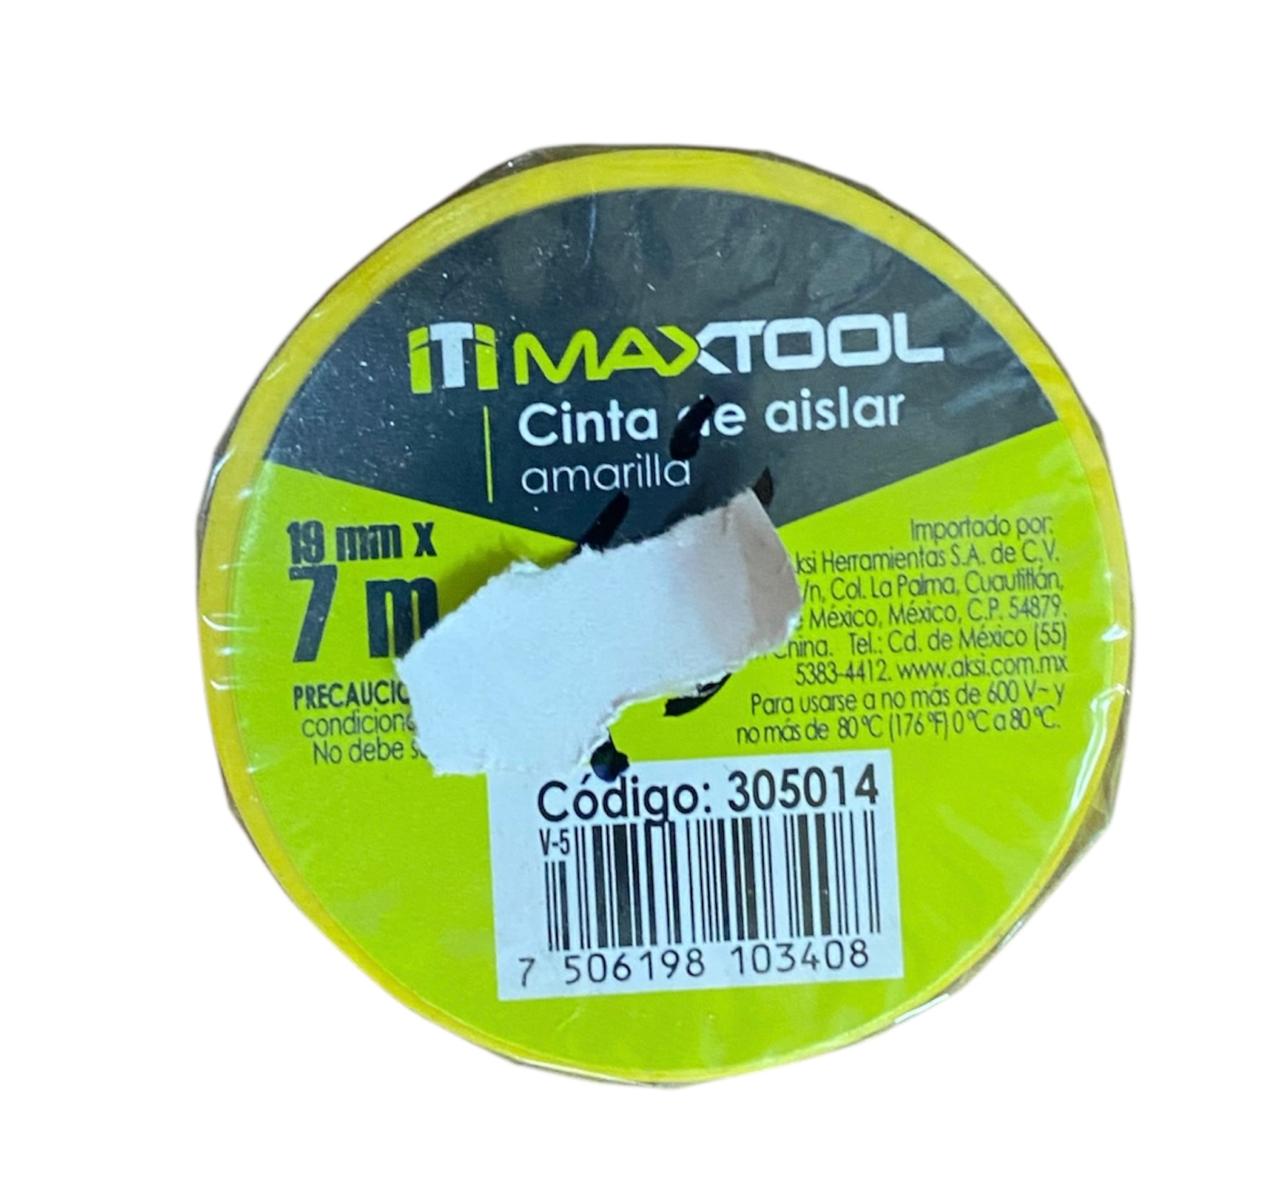 iTi MAXTOOL
Cinta de aislar
amarilla
19 mm x
7 m
PRECAUCIO
condicion
No debe s
Importado por:
ksi Herramientas S.A. de C.V.
/n, Col. La Palma, Cuautitlán,
México, México, C.P. 54879.
China. Tel.: Cd. de México (55)
5383-4412. www.aksi.com.mx
Para usarse a no más de 600 V~ y
no más de 80 °C (176 °F) 0 °C a 80 °C.
Código: 305014
V-5
7 506198 103408